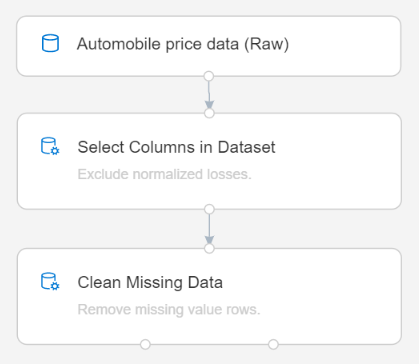 Automobile price data (Raw)
Select Columns in Dataset
Exclude normalized losses.
Clean Missing Data
Remove missing value rows.